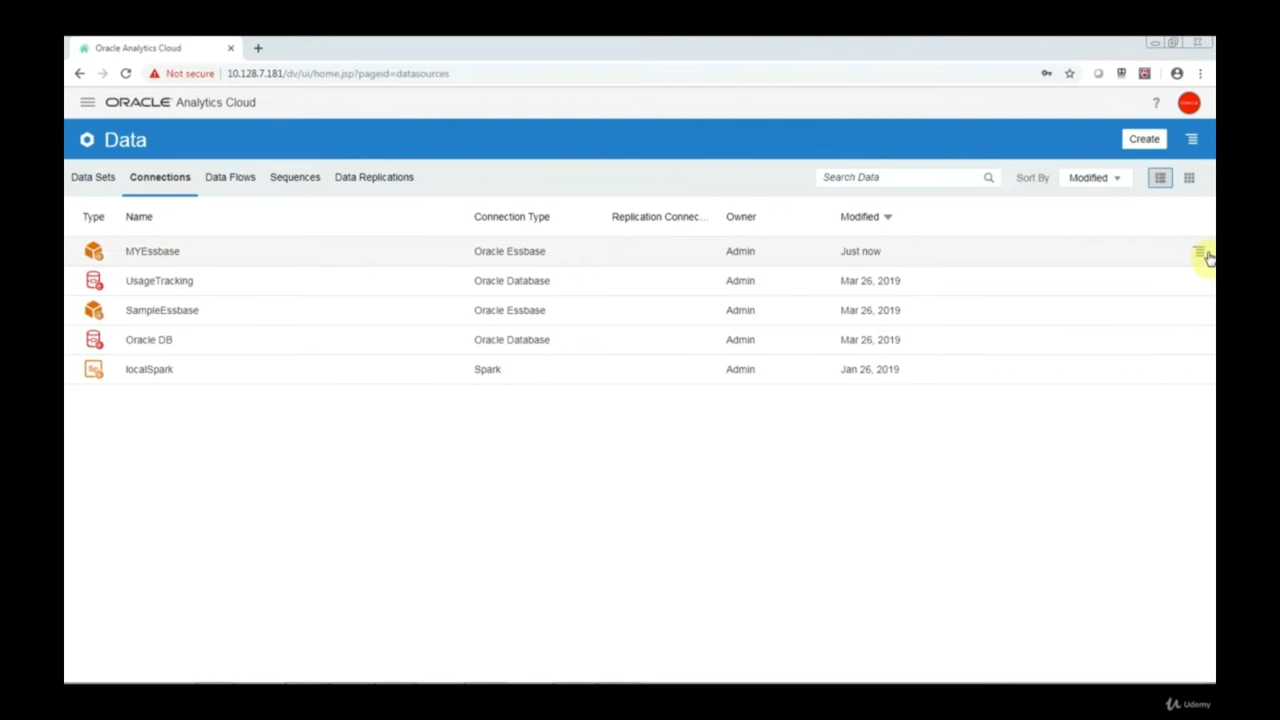 Oracle Analytics Cloud
Not secure 10.128.7.181/dv/ui/home.jsp?pageid=datasources
ORACLE Analytics Cloud ? ORACLE
Data Create
Data Sets Connections Data Flows Sequences Data Replications Search Data Sort By Modified
Type Name Connection Type Replication Connec... Owner Modified
MYEssbase Oracle Essbase Admin Just now
UsageTracking Oracle Database Admin Mar 26, 2019
SampleEssbase Oracle Essbase Admin Mar 26, 2019
Oracle DB Oracle Database Admin Mar 26, 2019
Sp localSpark Spark Admin Jan 26, 2019
Udemy